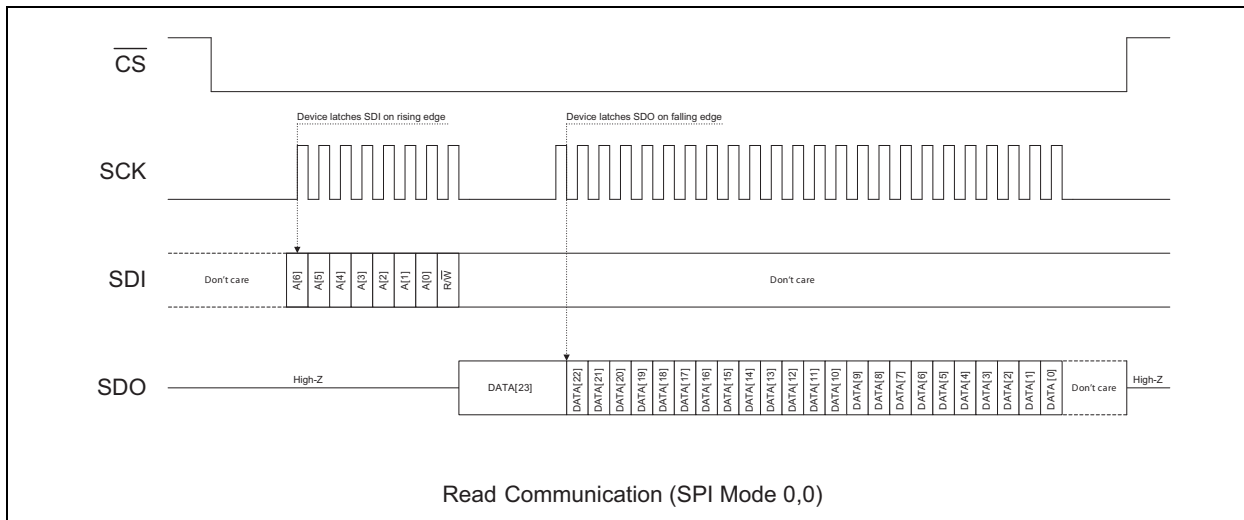 CS
Device latches SDI on rising edge
Device latches SDO on falling edge
SCK
SDI
Don't care
A[6]
A[5]
A[4]
A[3]
A[2]
A[1]
A[0]
R/W
Don't care
SDO
High-Z
DATA[23]
DATA[22]
DATA[21]
DATA[20]
DATA[19]
DATA[18]
DATA[17]
DATA[16]
DATA[15]
DATA[14]
DATA[13]
DATA[12]
DATA[11]
DATA[10]
DATA[9]
DATA[8]
DATA[7]
DATA[6]
DATA[5]
DATA[4]
DATA[3]
DATA[2]
DATA[1]
DATA [0]
Don't care
High-Z
Read Communication (SPI Mode 0,0)